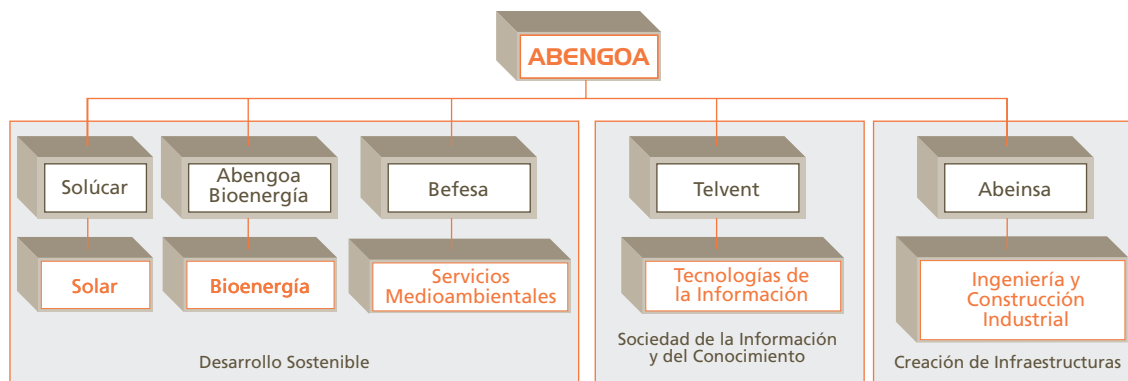 ABENGOA
Solúcar
Abengoa
Bioenergía
Befesa
Telvent
Abeinsa
Solar
Bioenergía
Servicios
Medioambientales
Tecnologías de
la Información
Ingeniería y
Construcción
Industrial
Desarrollo Sostenible
Sociedad de la Información
y del Conocimiento
Creación de Infraestructuras